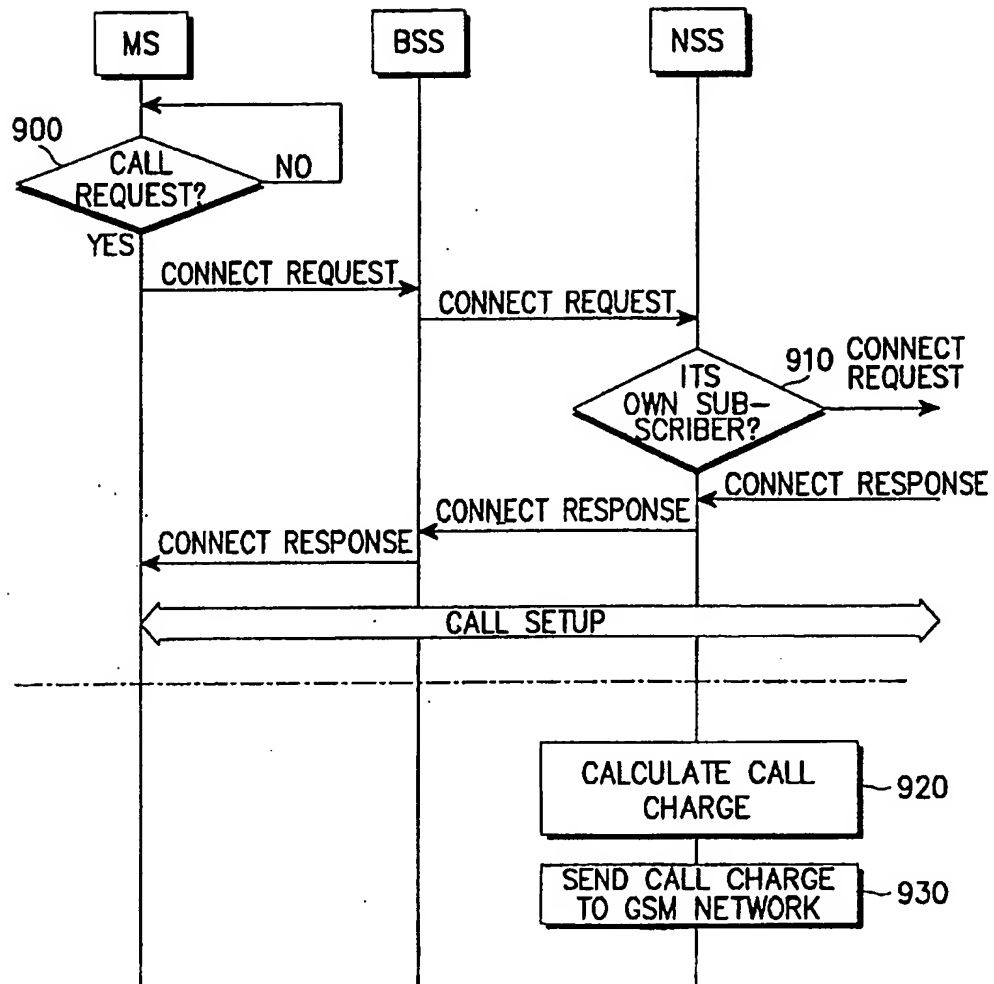 MS
BSS
NSS
900
CALL
REQUEST?
NO
YES
CONNECT REQUEST
CONNECT REQUEST
910
CONNECT
REQUEST
ITS
OWN SUB-
SCRIBER?
CONNECT RESPONSE
CONNECT RESPONSE
CONNECT RESPONSE
CALL SETUP
CALCULATE CALL
CHARGE
920
SEND CALL CHARGE
TO GSM NETWORK
930